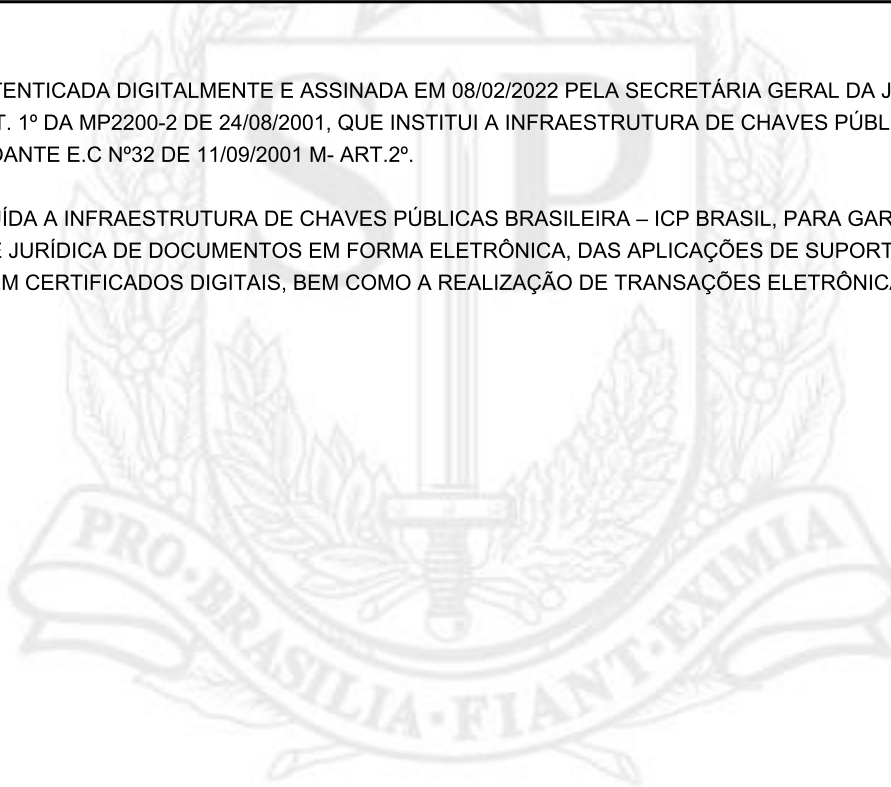 TENTICADA DIGITALMENTE E ASSINADA EM 08/02/2022 PELA SECRETÁRIA GERAL DA J
T. 1º DA MP2200-2 DE 24/08/2001, QUE INSTITUI A INFRAESTRUTURA DE CHAVES PÚBL
DANTE E.C Nº32 DE 11/09/2001 M- ART.2º.
ÍDA A INFRAESTRUTURA DE CHAVES PÚBLICAS BRASILEIRA – ICP BRASIL, PARA GAR
E JURÍDICA DE DOCUMENTOS EM FORMA ELETRÔNICA, DAS APLICAÇÕES DE SUPORT
EM CERTIFICADOS DIGITAIS, BEM COMO A REALIZAÇÃO DE TRANSAÇÕES ELETRÔNICA
SP
PRO·BRASILIA·FIANT·EXIMIA